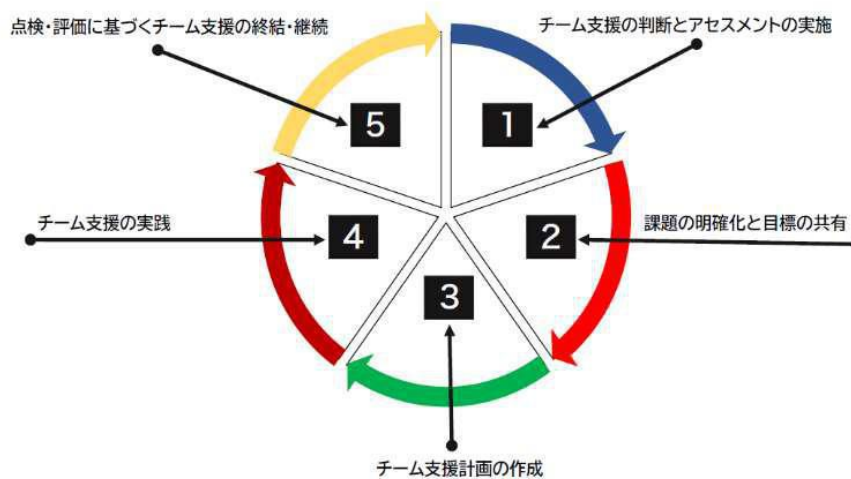 点検・評価に基づくチーム支援の終結・継続
チーム支援の判断とアセスメントの実施
5
1
チーム支援の実践
4
2
課題の明確化と目標の共有
3
チーム支援計画の作成